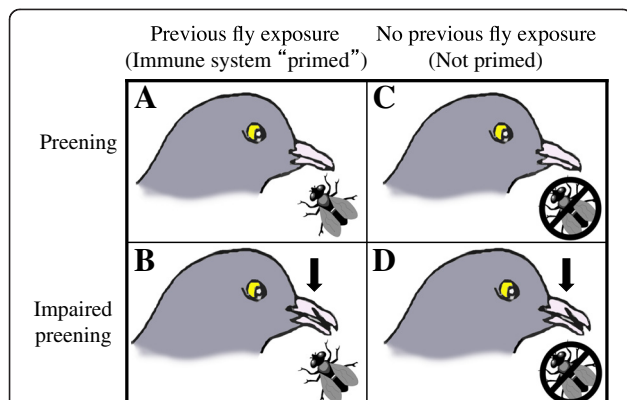 Previous fly exposure
(Immune system “primed”)
No previous fly exposure
(Not primed)
A
C
Preening
B
D
Impaired
preening